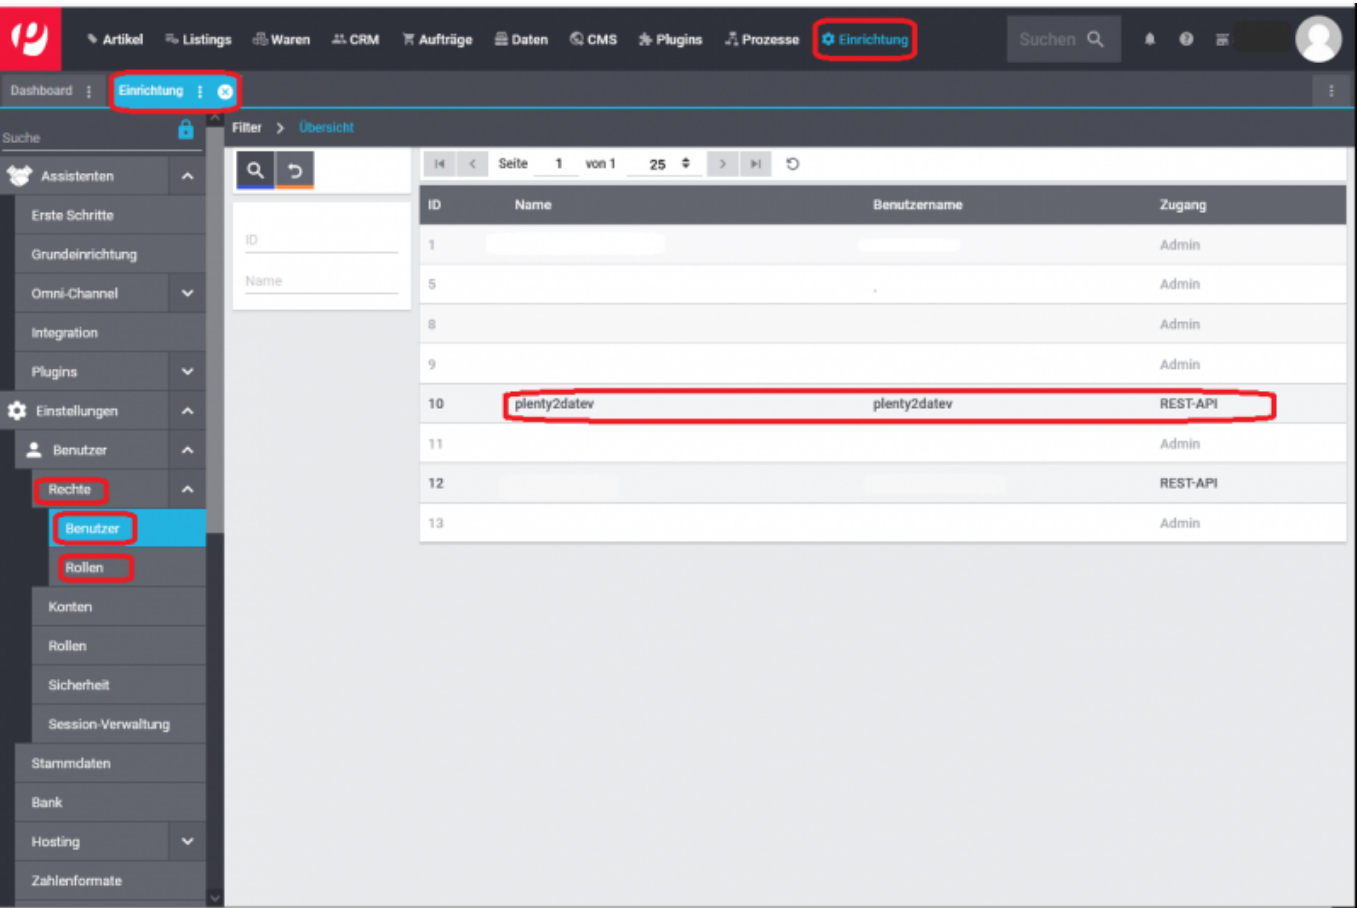 Artikel Listings Waren CRM Aufträge Daten CMS Plugins Prozesse Einrichtung Suchen
Dashboard Einrichtung
Suche
Assistenten
Erste Schritte
Grundeinrichtung
Omni-Channel
Integration
Plugins
Einstellungen
Benutzer
Rechte
Benutzer
Rollen
Konten
Rollen
Sicherheit
Session-Verwaltung
Stammdaten
Bank
Hosting
Zahlenformate
Filter > Übersicht
ID
Name
Seite 1 von 1 25
ID Name Benutzername Zugang
1 Admin
5 Admin
8 Admin
9 Admin
10 plenty2datev plenty2datev REST-API
11 Admin
12 REST-API
13 Admin